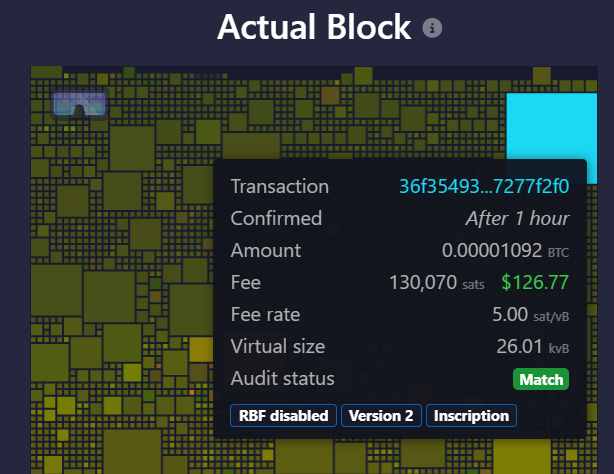 Actual Block
Transaction 36f35493...7277f2f0
Confirmed After 1 hour
Amount 0.00001092 BTC
Fee 130,070 sats $126.77
Fee rate 5.00 sat/vB
Virtual size 26.01 kvB
Audit status Match
RBF disabled Version 2 Inscription